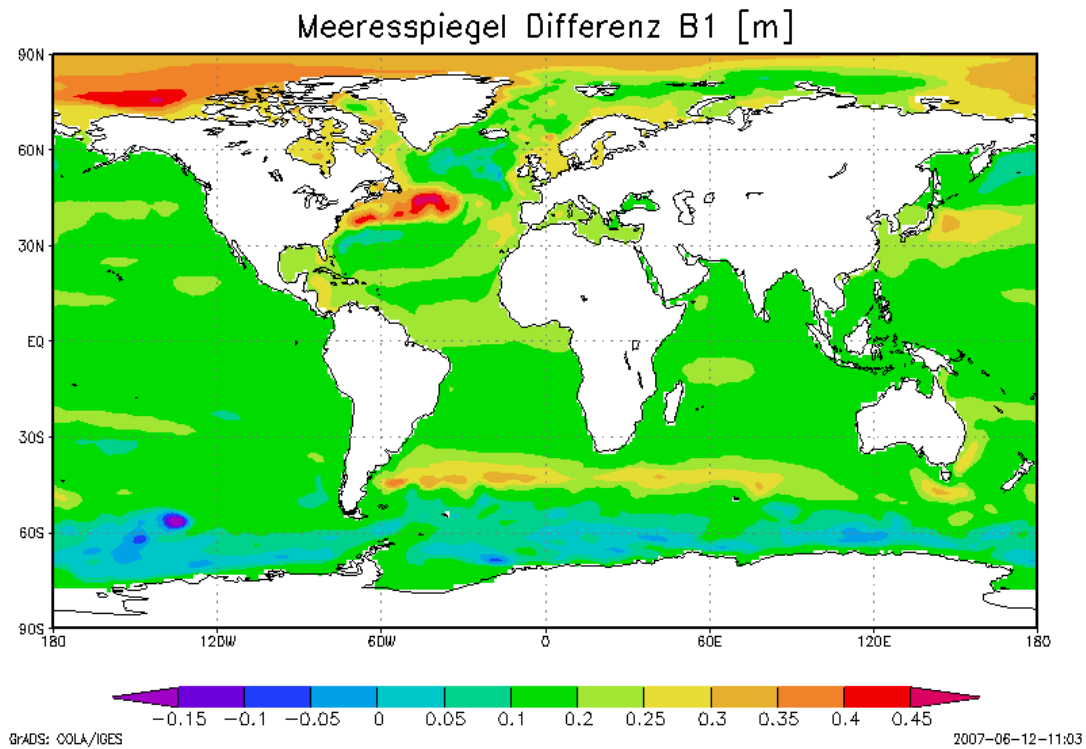 Meeresspiegel Differenz B1 [m]
90N
60N
30N
EQ
30S
60S
90S
180 120W 60W 0 60E 120E 180
-0.15 -0.1 -0.05 0 0.05 0.1 0.2 0.25 0.3 0.35 0.4 0.45
GrADS: COLA/IGES 2007-06-12-11:03